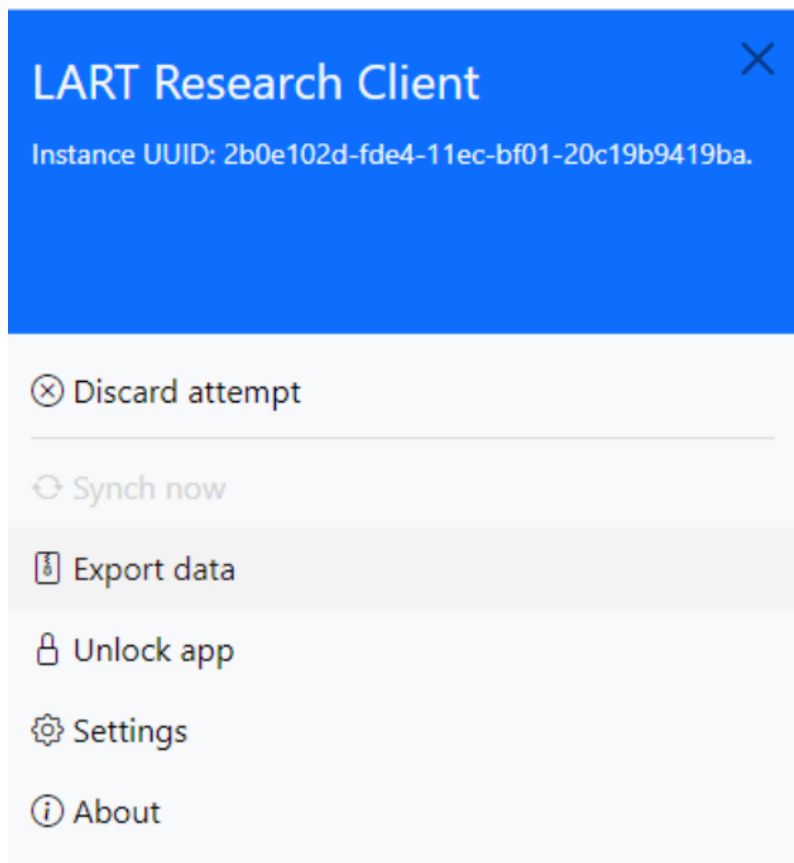 LART Research Client
Instance UUID: 2b0e102d-fde4-11ec-bf01-20c19b9419ba.
Discard attempt
Synch now
Export data
Unlock app
Settings
About